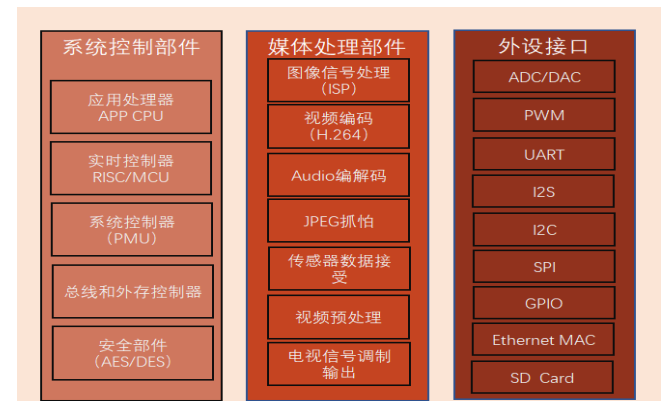 系统控制部件
应用处理器
APP CPU
实时控制器
RISC/MCU
系统控制器
（PMU）
总线和外存控制器
安全部件
（AES/DES）
媒体处理部件
图像信号处理
（ISP）
视频编码
（H.264）
Audio编解码
JPEG抓怕
传感器数据接
受
视频预处理
电视信号调制
输出
外设接口
ADC/DAC
PWM
UART
I2S
I2C
SPI
GPIO
Ethernet MAC
SD Card